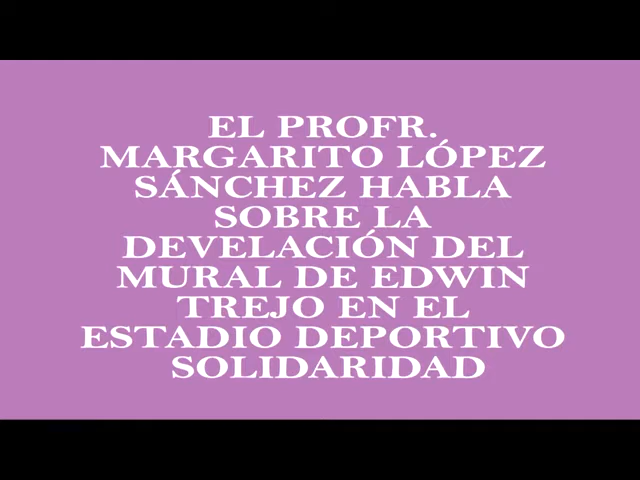 EL PROFR.
MARGARITO LÓPEZ
SÁNCHEZ HABLA
SOBRE LA
DEVELACIÓN DEL
MURAL DE EDWIN
TREJO EN EL
ESTADIO DEPORTIVO
SOLIDARIDAD